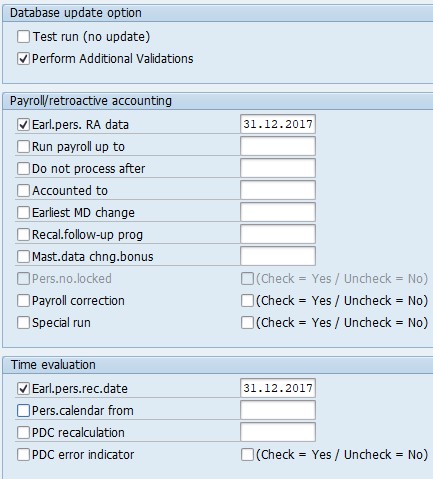 Database update option
Test run (no update)
Perform Additional Validations
Payroll/retroactive accounting
Earl.pers. RA data 31.12.2017
Run payroll up to
Do not process after
Accounted to
Earliest MD change
Recal.follow-up prog
Mast.data chng.bonus
Pers.no.locked (Check = Yes / Uncheck = No)
Payroll correction (Check = Yes / Uncheck = No)
Special run (Check = Yes / Uncheck = No)
Time evaluation
Earl.pers.rec.date 31.12.2017
Pers.calendar from
PDC recalculation
PDC error indicator (Check = Yes / Uncheck = No)